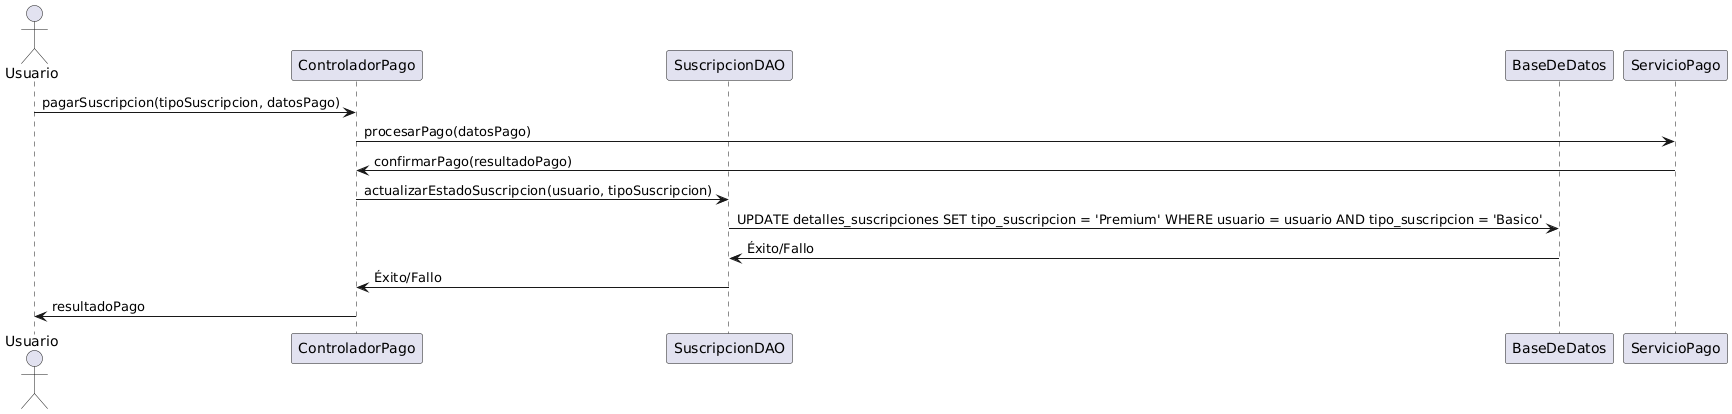 Usuario
ControladorPago
SuscripcionDAO
BaseDeDatos
ServicioPago
pagarSuscripcion(tipoSuscripcion, datosPago)
procesarPago(datosPago)
confirmarPago(resultadoPago)
actualizarEstadoSuscripcion(usuario, tipoSuscripcion)
UPDATE detalles_suscripciones SET tipo_suscripcion = 'Premium' WHERE usuario = usuario AND tipo_suscripcion = 'Basico'
Éxito/Fallo
Éxito/Fallo
resultadoPago
Usuario
ControladorPago
SuscripcionDAO
BaseDeDatos
ServicioPago